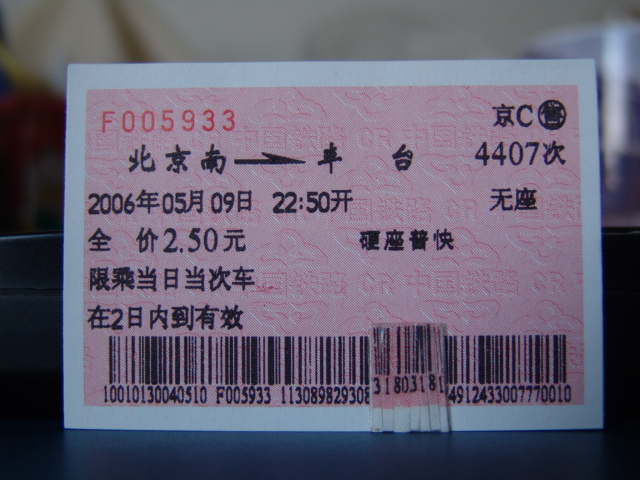 F005933
京C售
北京南 丰台
4407次
2006年05月09日 22:50开 无座
全 价2.50元 硬座普快
限乘当日当次车
在2日内到有效
10010130040510 F005933 11308982930831803181491243300​7770010